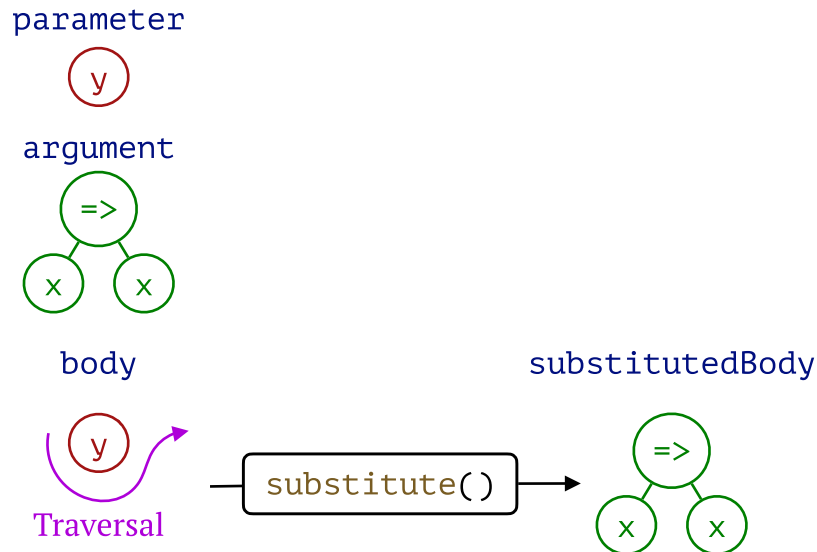 parameter
y
argument
=>
x x
body substitutedBody
y =>
substitute()
x x
Traversal